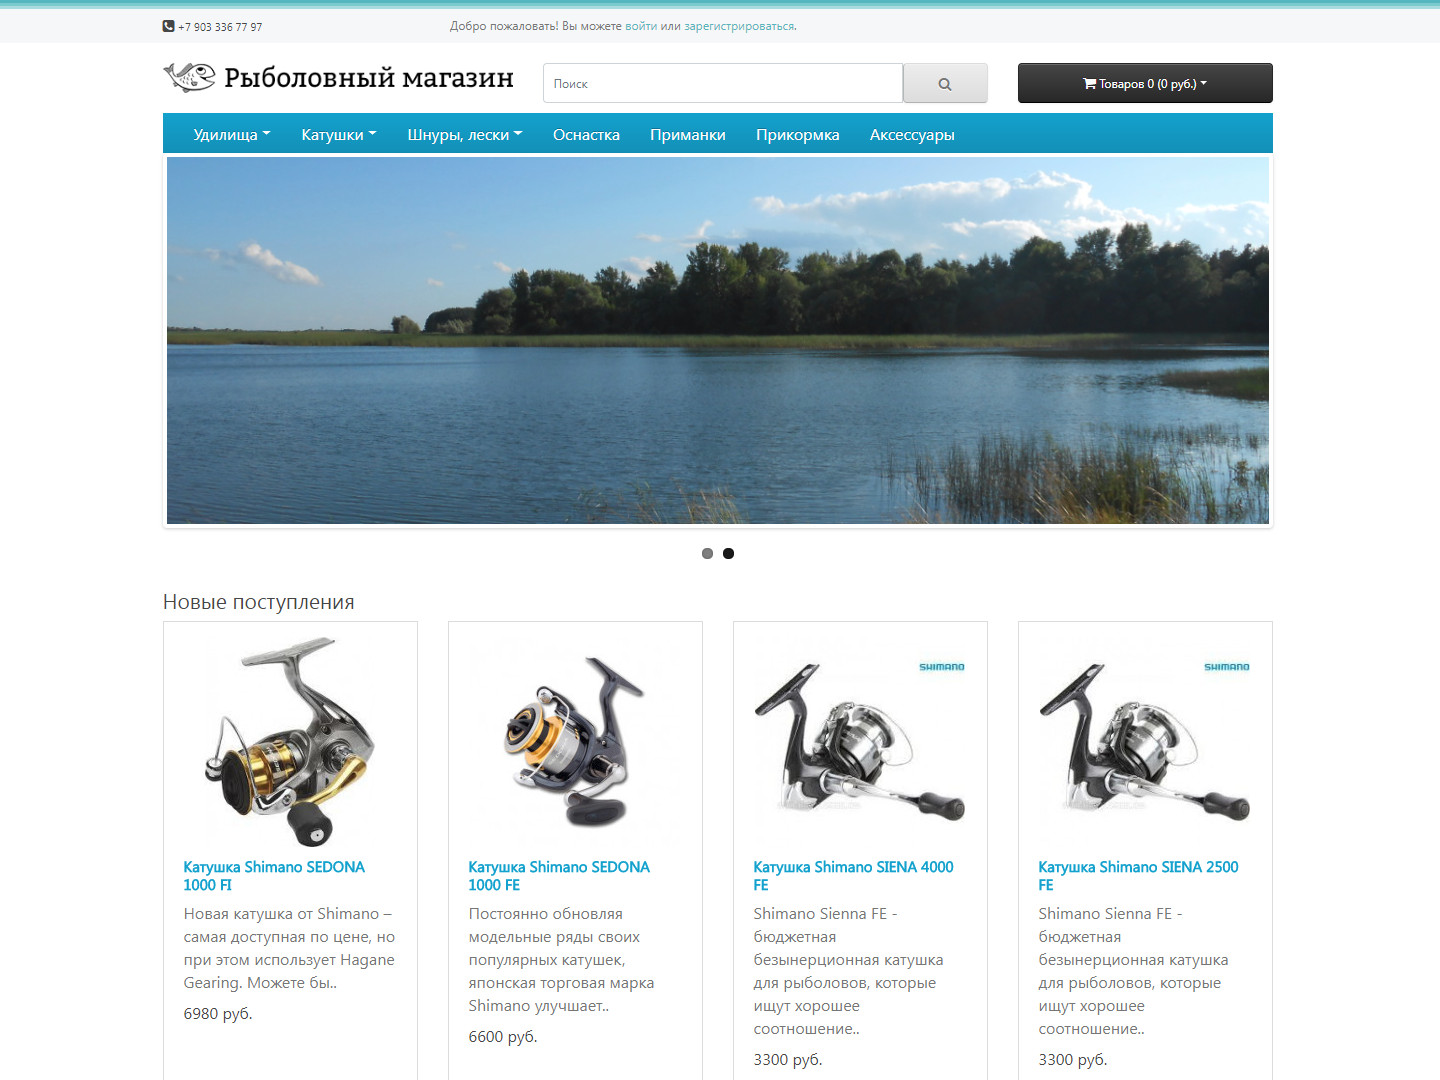 +7 903 336 77 97
Добро пожаловать! Вы можете войти или зарегистрироваться.
Рыболовный магазин
Поиск
Товаров 0 (0 руб.)
Удилища Катушки Шнуры, лески Оснастка Приманки Прикормка Аксессуары
Новые поступления
SHIMANO
SHIMANO
Катушка Shimano SEDONA
1000 FI
Новая катушка от Shimano –
самая доступная по цене, но
при этом использует Hagane
Gearing. Можете бы..
6980 руб.
Катушка Shimano SEDONA
1000 FE
Постоянно обновляя
модельные ряды своих
популярных катушек,
японская торговая марка
Shimano улучшает..
6600 руб.
Катушка Shimano SIENA 4000
FE
Shimano Sienna FE -
бюджетная
безынерционная катушка
для рыболовов, которые
ищут хорошее
соотношение..
3300 руб.
Катушка Shimano SIENA 2500
FE
Shimano Sienna FE -
бюджетная
безынерционная катушка
для рыболовов, которые
ищут хорошее
соотношение..
3300 руб.